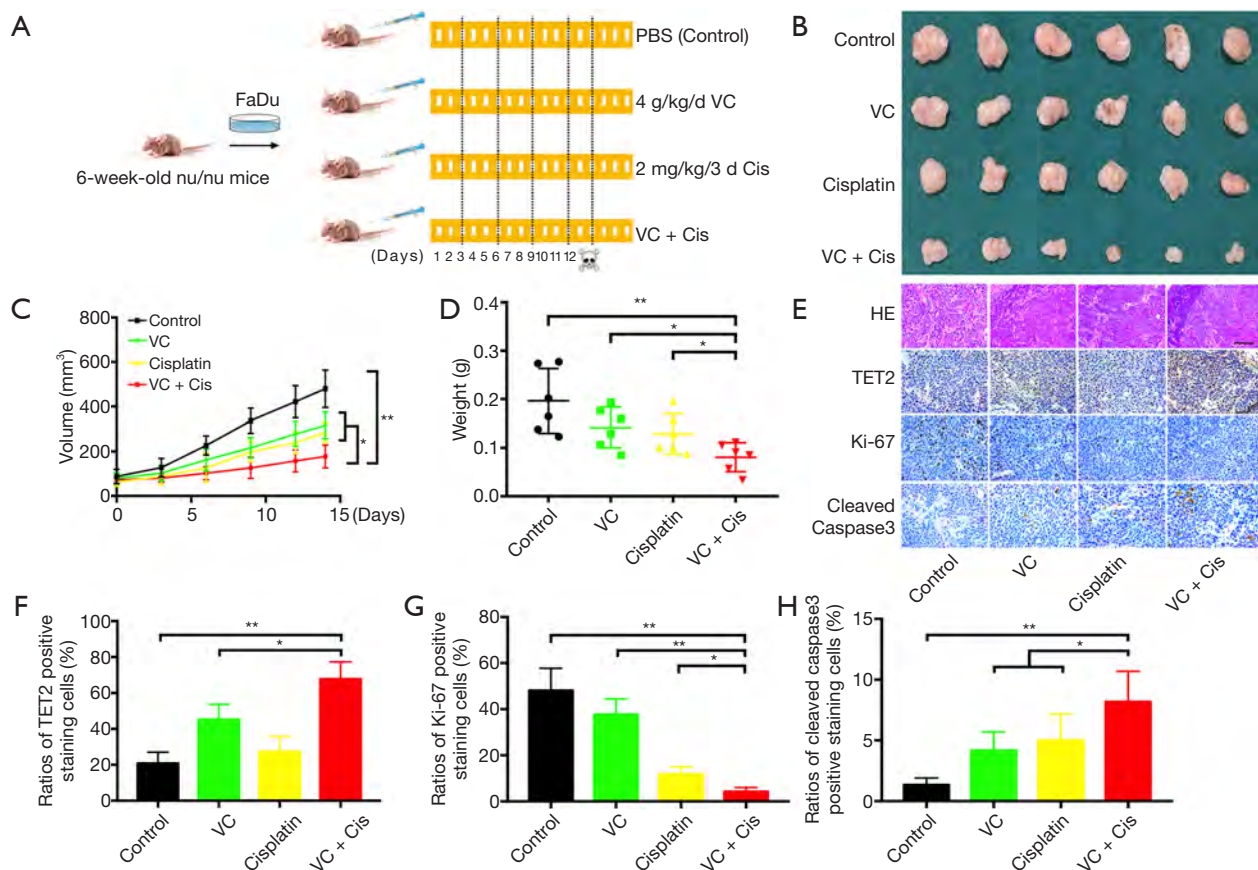 A
FaDu
6-week-old nu/nu mice
PBS (Control)
4 g/kg/d VC
2 mg/kg/3 d Cis
VC + Cis
(Days) 1 2 3 4 5 6 7 8 9 10 11 12
B
Control
VC
Cisplatin
VC + Cis
C
Volume (mm³)
800
600
400
200
0
0 5 10 15 (Days)
Control
VC
Cisplatin
VC + Cis
**
*
D
Weight (g)
0.4
0.3
0.2
0.1
0.0
**
*
*
Control
VC
Cisplatin
VC + Cis
E
HE
TET2
Ki-67
Cleaved
Caspase3
Control
VC
Cisplatin
VC + Cis
F
Ratios of TET2 positive
staining cells (%)
100
80
60
40
20
0
**
*
Control
VC
Cisplatin
VC + Cis
G
Ratios of Ki-67 positive
staining cells (%)
80
60
40
20
0
**
**
*
Control
VC
Cisplatin
VC + Cis
H
Ratios of cleaved caspase3
positive staining cells (%)
15
10
5
0
**
*
Control
VC
Cisplatin
VC + Cis